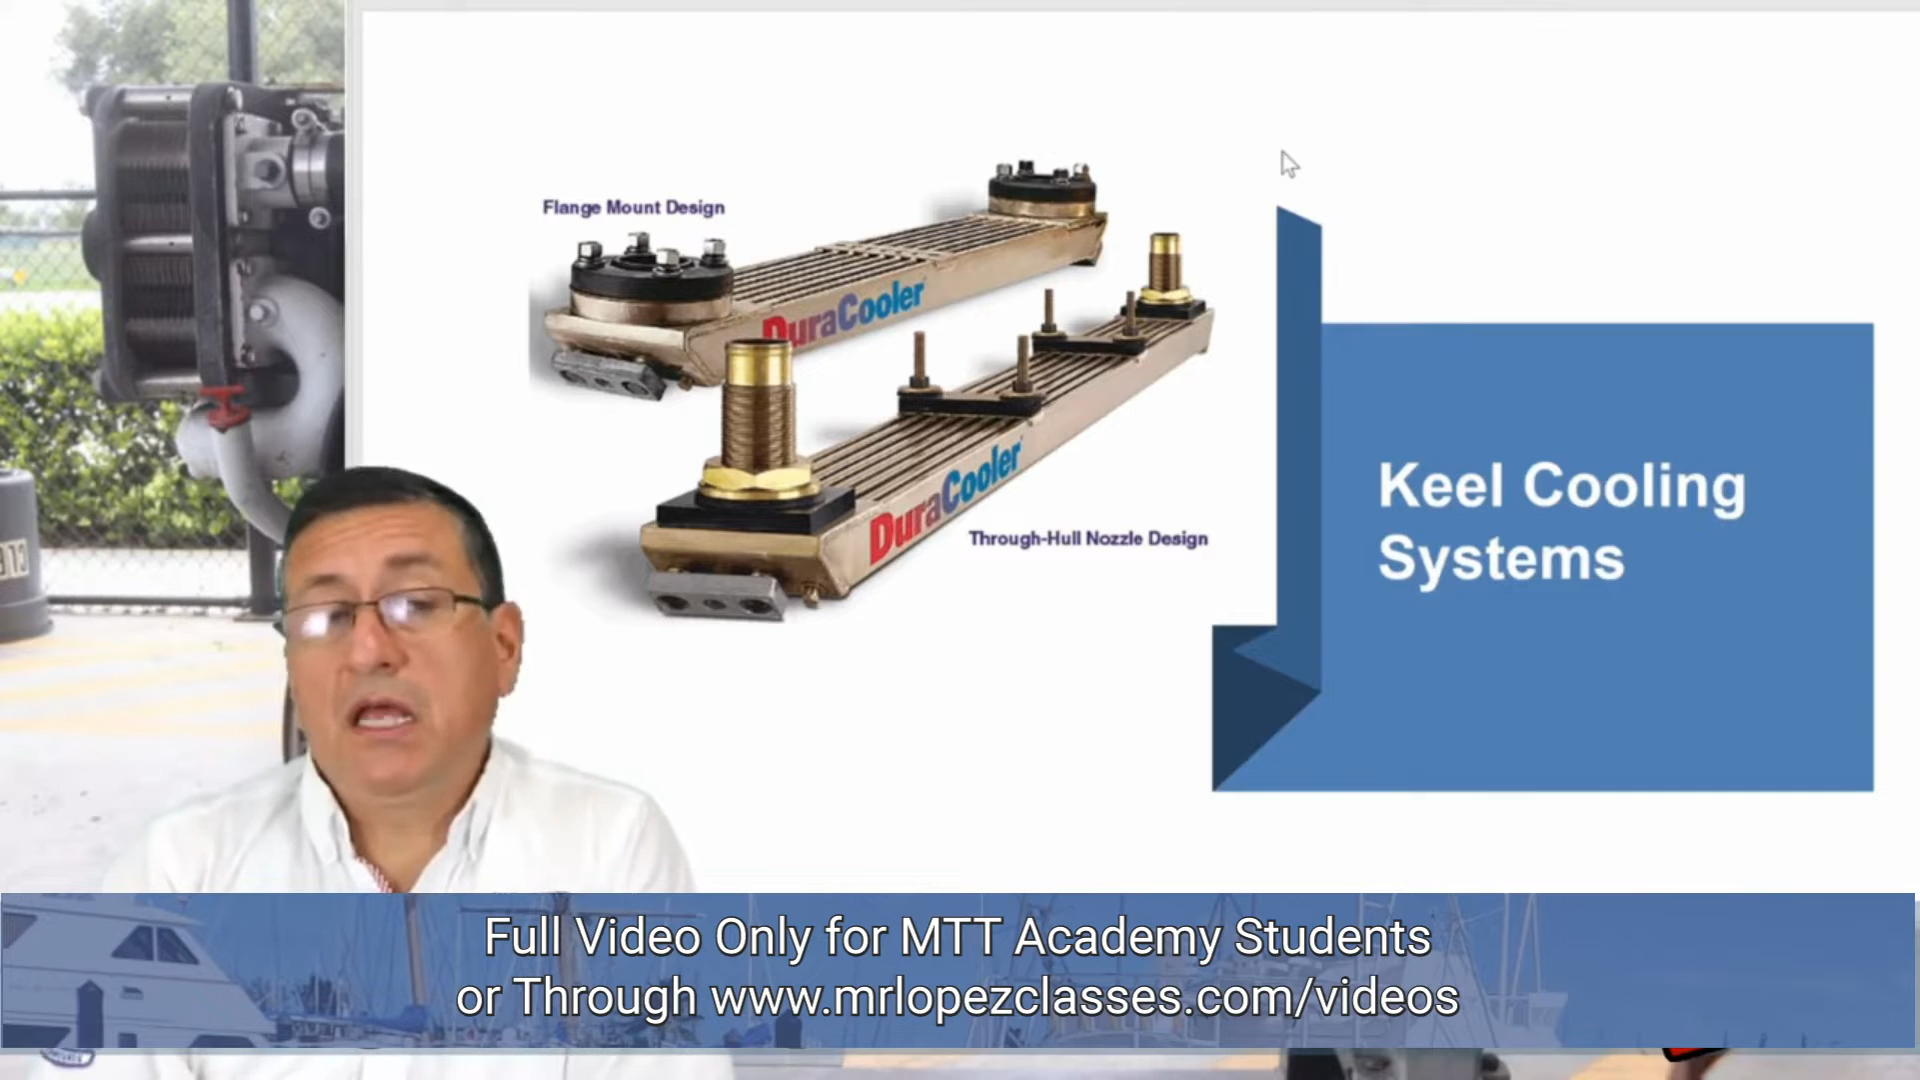 Flange Mount Design
DuraCooler
DuraCooler
Through-Hull Nozzle Design
Keel Cooling
Systems
Full Video Only for MTT Academy Students
or Through www.mrlopezclasses.com/videos